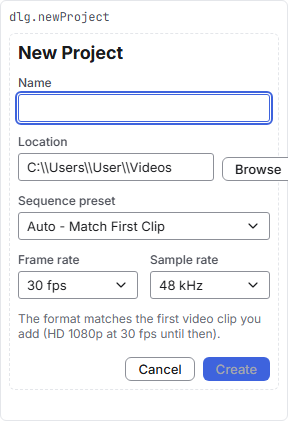 dlg.newProject
New Project
Name
Location
C:\\Users\\User\\Videos
Browse
Sequence preset
Auto - Match First Clip
Frame rate
Sample rate
30 fps
48 kHz
The format matches the first video clip you
add (HD 1080p at 30 fps until then).
Cancel
Create